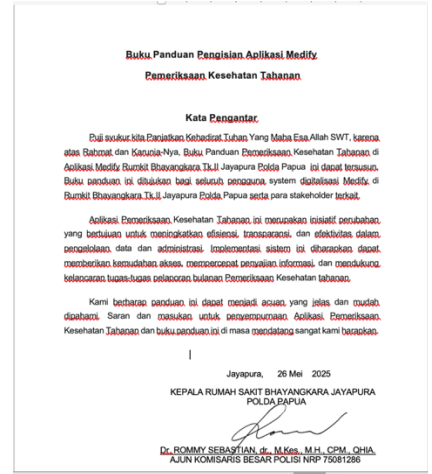 Buku Panduan Pengisian Aplikasi Medify
Pemeriksaan Kesehatan Tahanan
Kata Pengantar
Puji syukur kita Panjatkan Kehadirat Tuhan Yang Maha Esa Allah SWT, karena
atas Rahmat dan Karunia-Nya, Buku Panduan Pemeriksaan Kesehatan Tahanan di
Aplikasi Medify Rumkit Bhayangkara Tk.II Jayapura Polda Papua ini dapat tersusun.
Buku panduan ini ditujukan bagi seluruh pengguna system digitalisasi Medify di
Rumkit Bhayangkara Tk.II Jayapura Polda Papua serta para stakeholder terkait.
Aplikasi Pemeriksaan Kesehatan Tahanan ini merupakan inisiatif perubahan
yang bertujuan untuk meningkatkan efisiensi, transparansi, dan efektivitas dalam
pengelolaan data dan administrasi. Implementasi sistem ini diharapkan dapat
memberikan kemudahan akses, mempercepat penyajian informasi, dan mendukung
kelancaran tugas-tugas pelaporan bulanan Pemeriksaan Kesehatan tahanan.
Kami berharap panduan ini dapat menjadi acuan yang jelas dan mudah
dipahami. Saran dan masukan untuk penyempurnaan Aplikasi Pemeriksaan
Kesehatan Tahanan dan buku panduan ini di masa mendatang sangat kami harapkan.
Jayapura, 26 Mei 2025
KEPALA RUMAH SAKIT BHAYANGKARA JAYAPURA
POLDA PAPUA
Dr. ROMMY SEBASTIAN, dr., M.Kes., M.H., CPM., QHIA.
AJUN KOMISARIS BESAR POLISI NRP 75081286